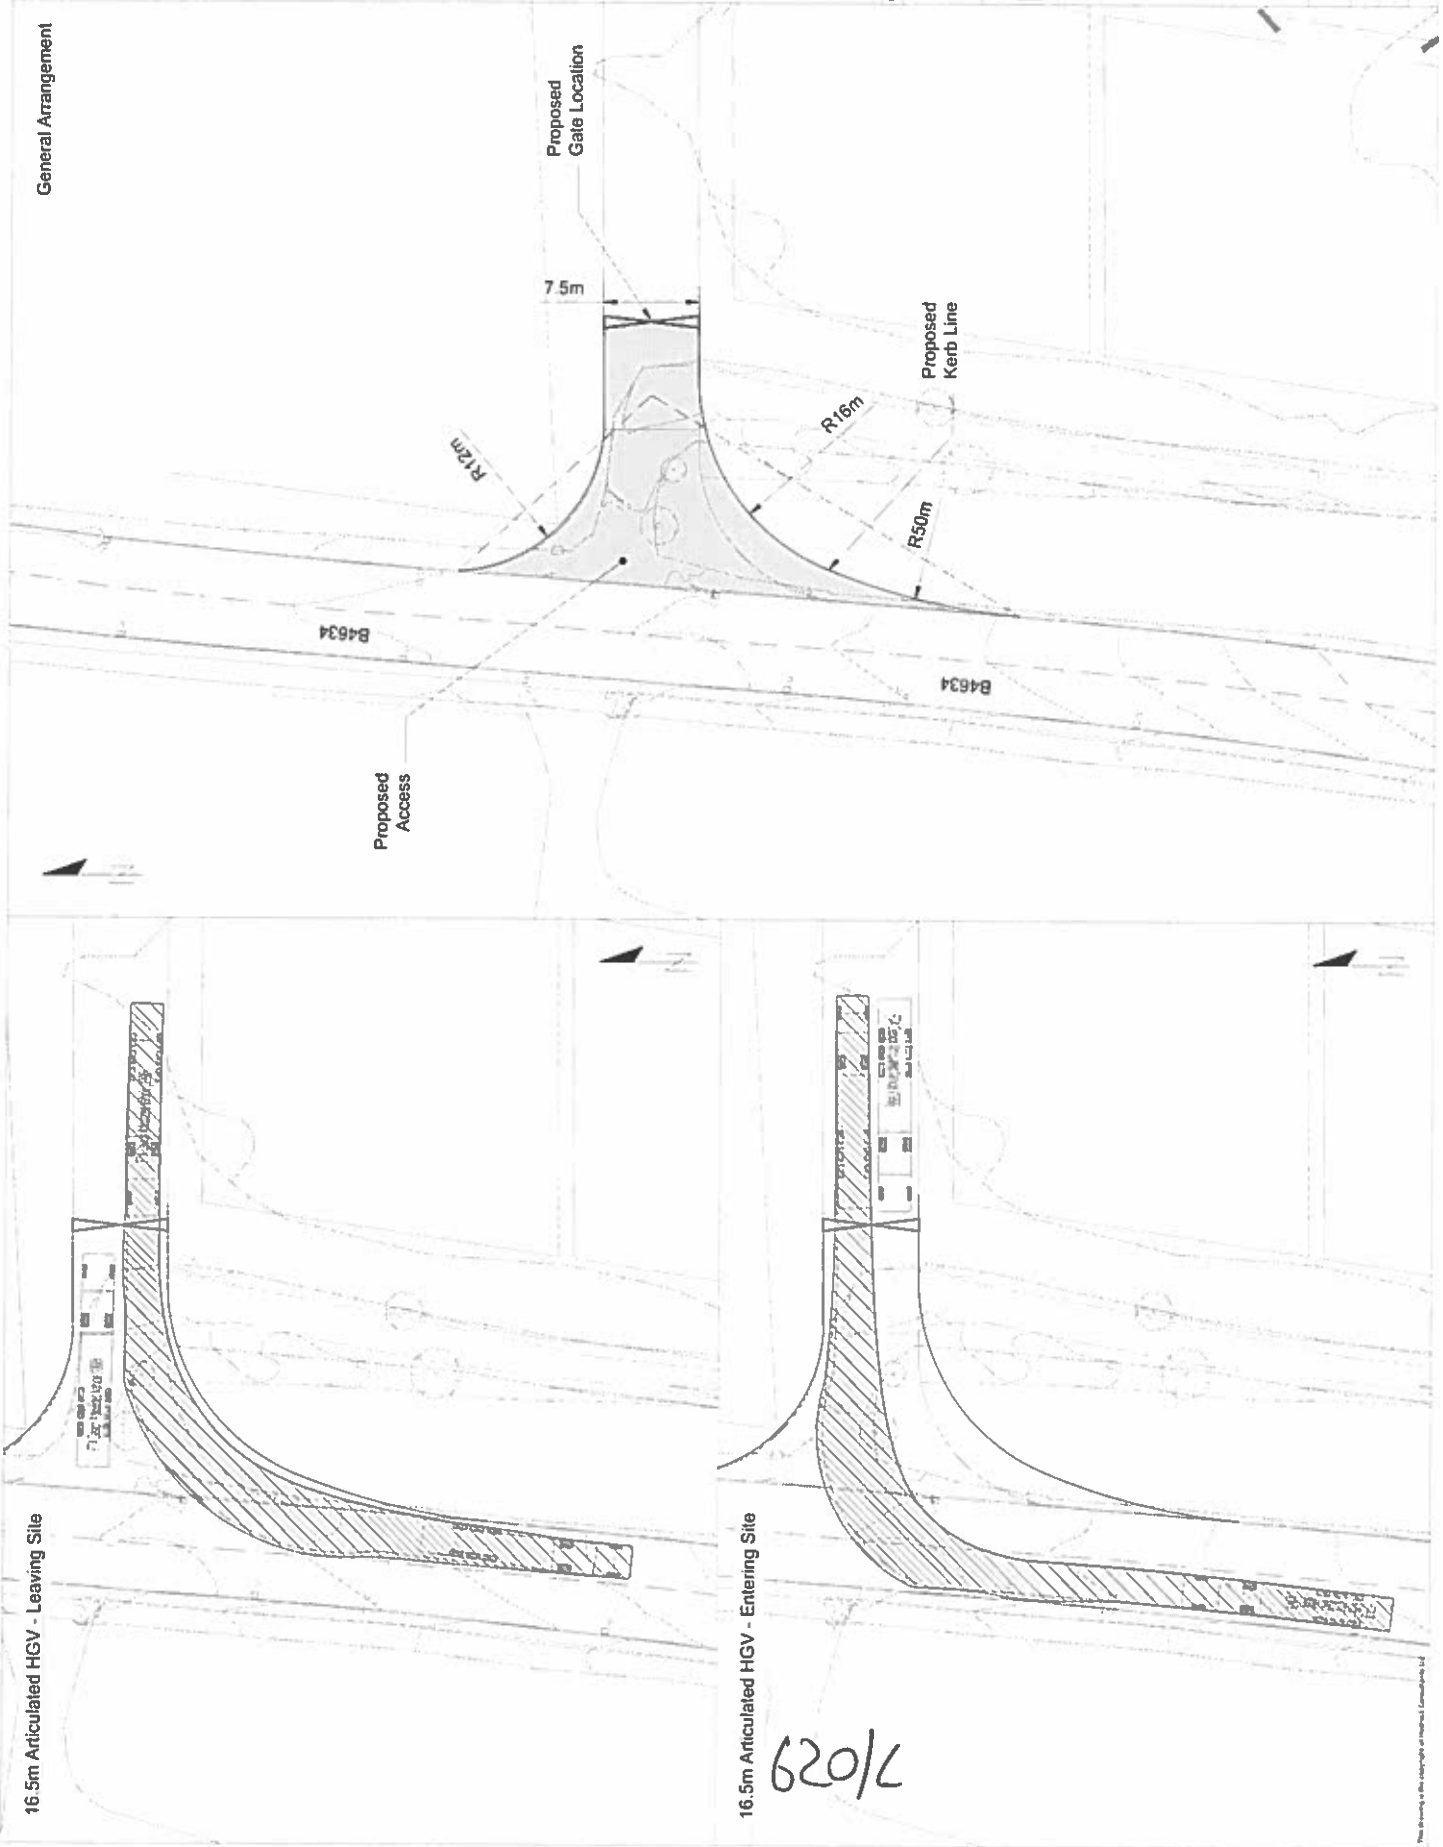 General Arrangement
Proposed
Gate Location
7.5m
R12m
Proposed
Kerb Line
R16m
R50m
B4634
B4634
Proposed
Access
16.5m Articulated HGV - Leaving Site
16.5m Articulated HGV - Entering Site